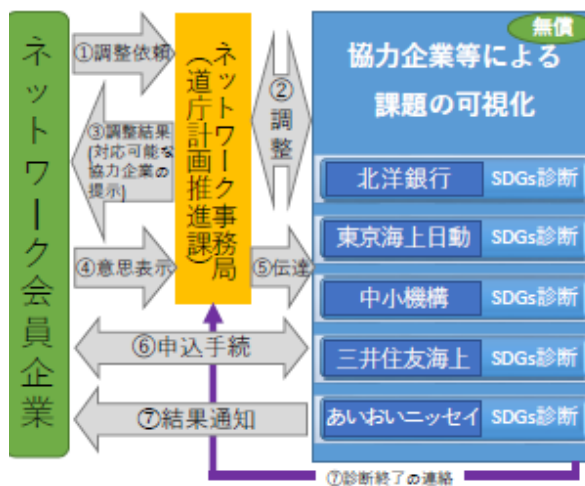 ネットワーク会員企業
①調整依頼
③調整結果
(対応可能な
協力企業の
提示)
④意思表示
ネットワーク事務局
(道庁計画推進課)
②調整
⑤伝達
⑥申込手続
⑦結果通知
無償
協力企業等による
課題の可視化
北洋銀行 SDGs診断
東京海上日動 SDGs診断
中小機構 SDGs診断
三井住友海上 SDGs診断
あいおいニッセイ SDGs診断
⑦診断終了の連絡